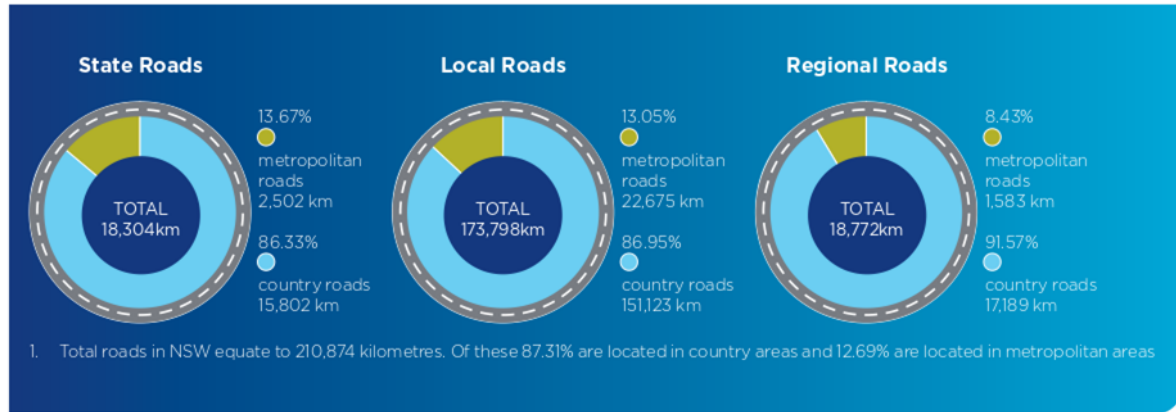 State Roads
13.67%
metropolitan
roads
2,502 km
TOTAL
18,304km
86.33%
country roads
15,802 km
Local Roads
13.05%
metropolitan
roads
22,675 km
TOTAL
173,798km
86.95%
country roads
151,123 km
Regional Roads
8.43%
metropolitan
roads
1,583 km
TOTAL
18,772km
91.57%
country roads
17,189 km
1. Total roads in NSW equate to 210,874 kilometres. Of these 87.31% are located in country areas and 12.69% are located in metropolitan areas